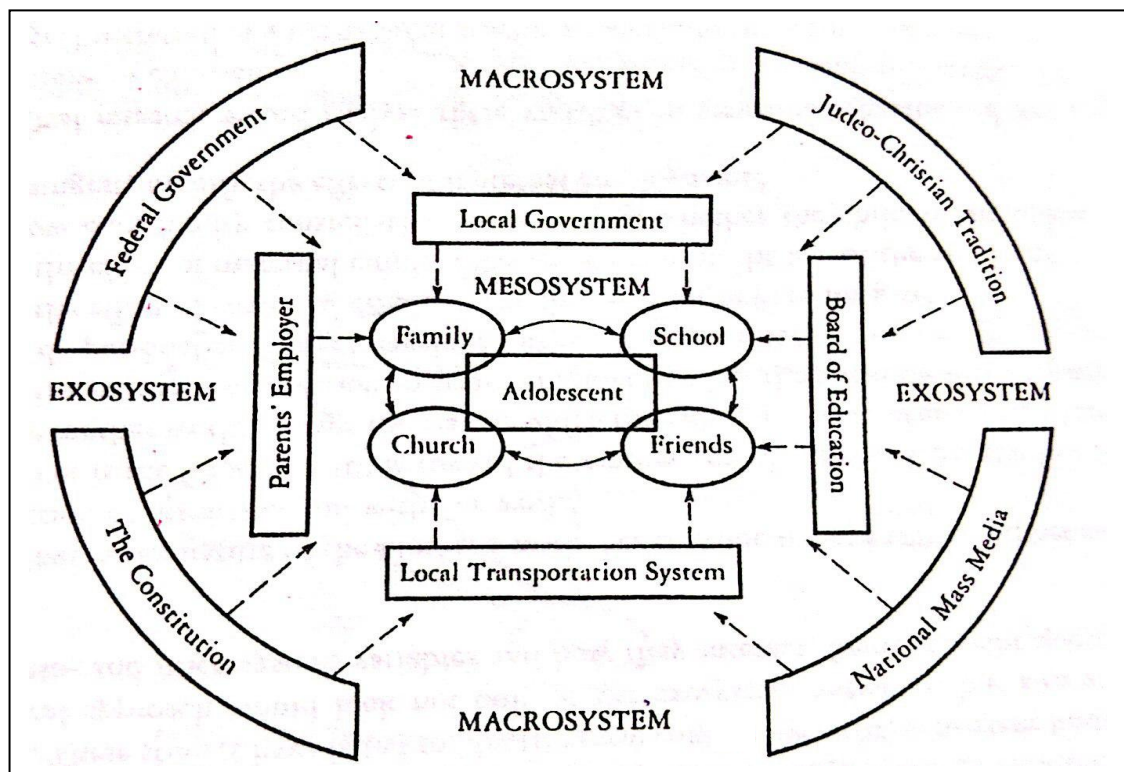 MACROSYSTEM
Federal Government
Judeo-Christian Tradition
Local Government
MESOSYSTEM
Family
School
Parents' Employer
Board of Education
EXOSYSTEM
Adolescent
EXOSYSTEM
Church
Friends
Local Transportation System
The Constitution
National Mass Media
MACROSYSTEM